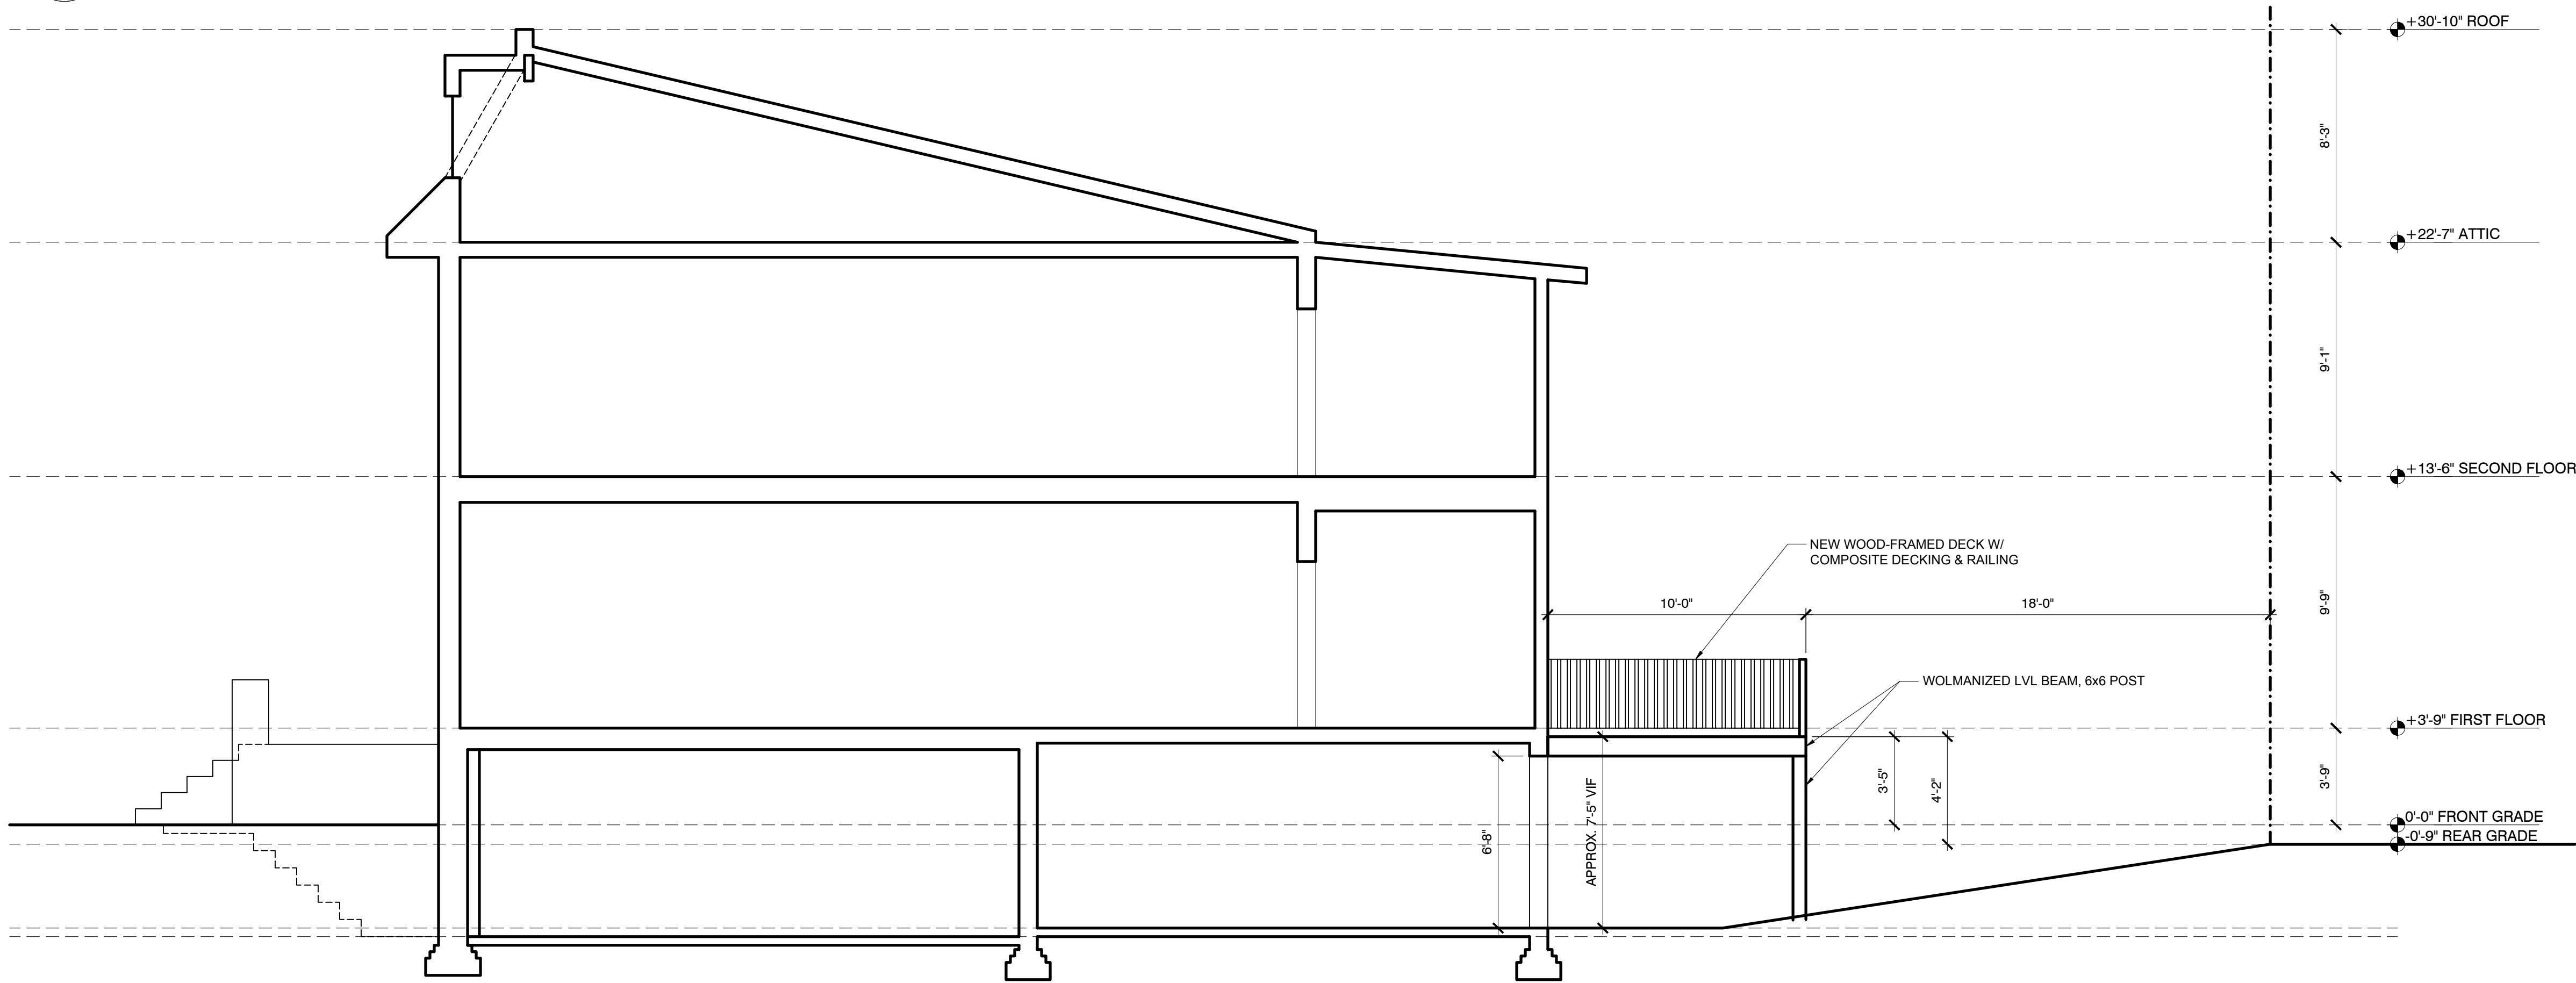 +30'-10" ROOF
8'-3"
+22'-7" ATTIC
9'-1"
+13'-6" SECOND FLOOR
NEW WOOD-FRAMED DECK W/
COMPOSITE DECKING & RAILING
10'-0"
18'-0"
9'-9"
WOLMANIZED LVL BEAM, 6x6 POST
+3'-9" FIRST FLOOR
6'-8"
APPROX. 7'-5" VIF
3'-5"
4'-2"
3'-9"
0'-0" FRONT GRADE
-0'-9" REAR GRADE